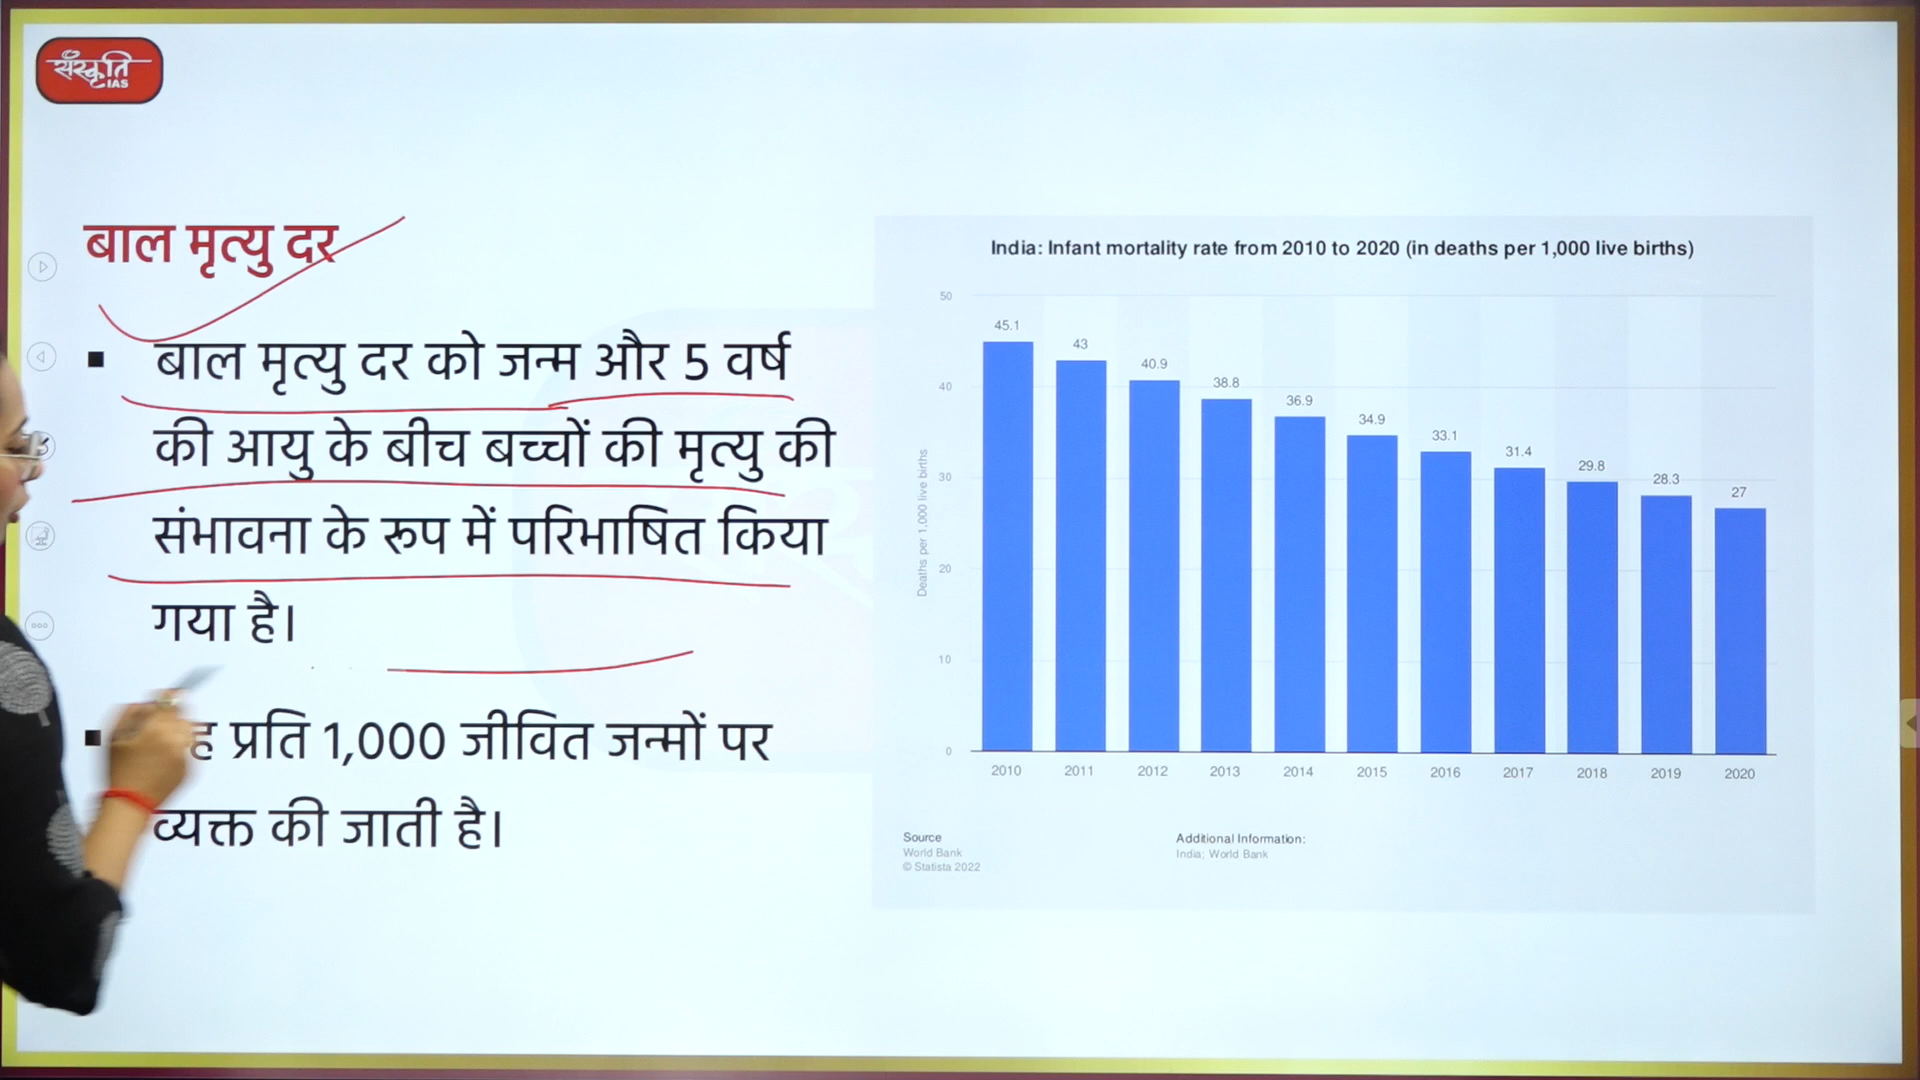 संस्कृति
IAS
बाल मृत्यु दर
बाल मृत्यु दर को जन्म और 5 वर्ष
की आयु के बीच बच्चों की मृत्यु की
संभावना के रूप में परिभाषित किया
गया है।
प्रति 1,000 जीवित जन्मों पर
व्यक्त की जाती है।
India: Infant mortality rate from 2010 to 2020 (in deaths per 1,000 live births)
Deaths per 1,000 live births
50
40
30
20
10
0
45.1
43
40.9
38.8
36.9
34.9
33.1
31.4
29.8
28.3
27
2010 2011 2012 2013 2014 2015 2016 2017 2018 2019 2020
Source
World Bank
© Statista 2022
Additional Information:
India; World Bank